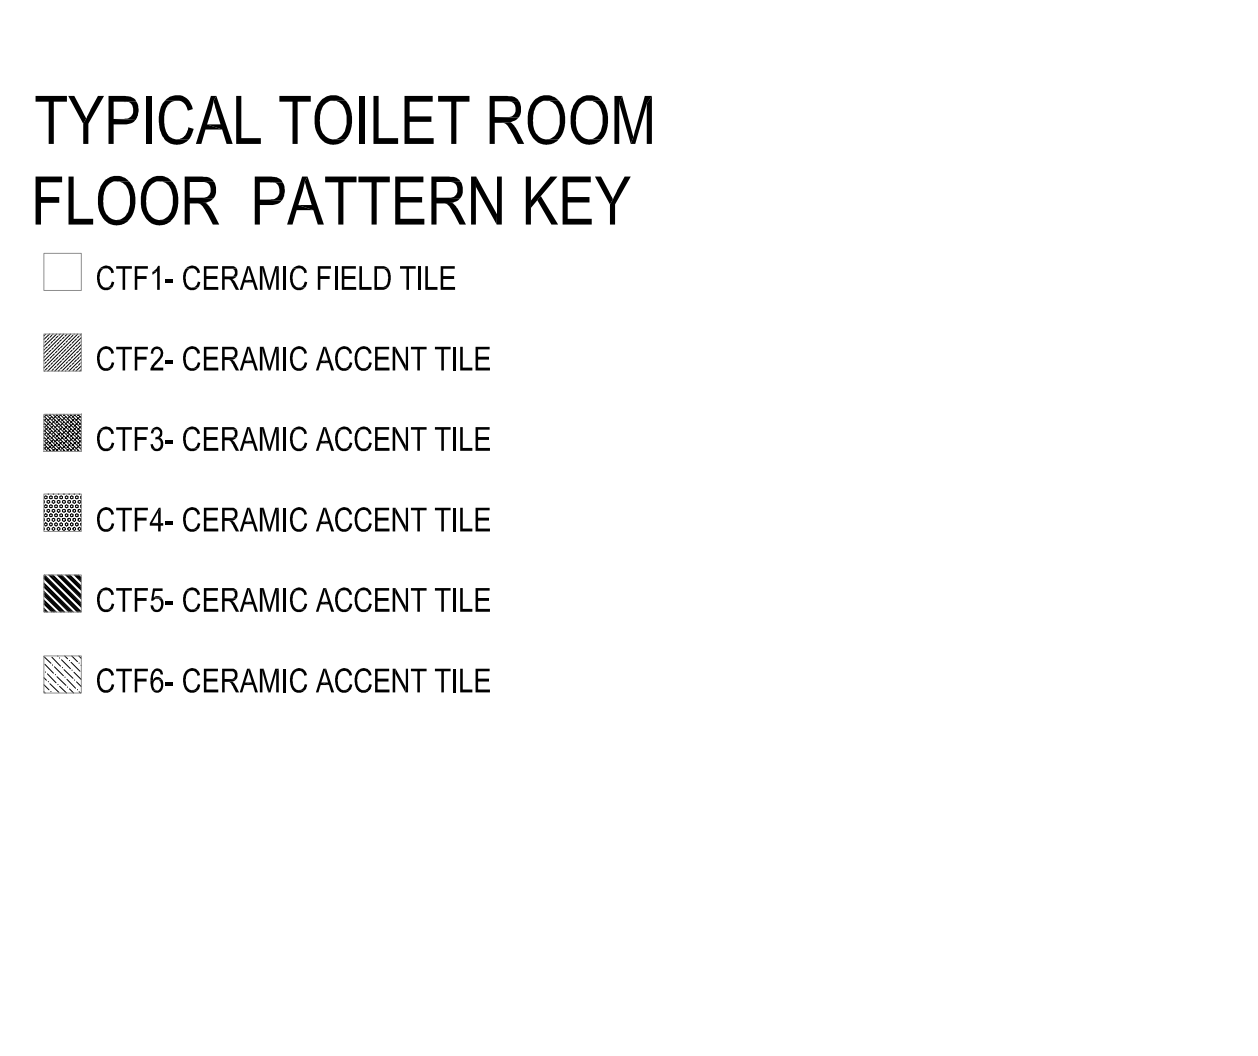 TYPICAL TOILET ROOM
FLOOR PATTERN KEY
CTF1- CERAMIC FIELD TILE
CTF2- CERAMIC ACCENT TILE
CTF3- CERAMIC ACCENT TILE
CTF4- CERAMIC ACCENT TILE
CTF5- CERAMIC ACCENT TILE
CTF6- CERAMIC ACCENT TILE